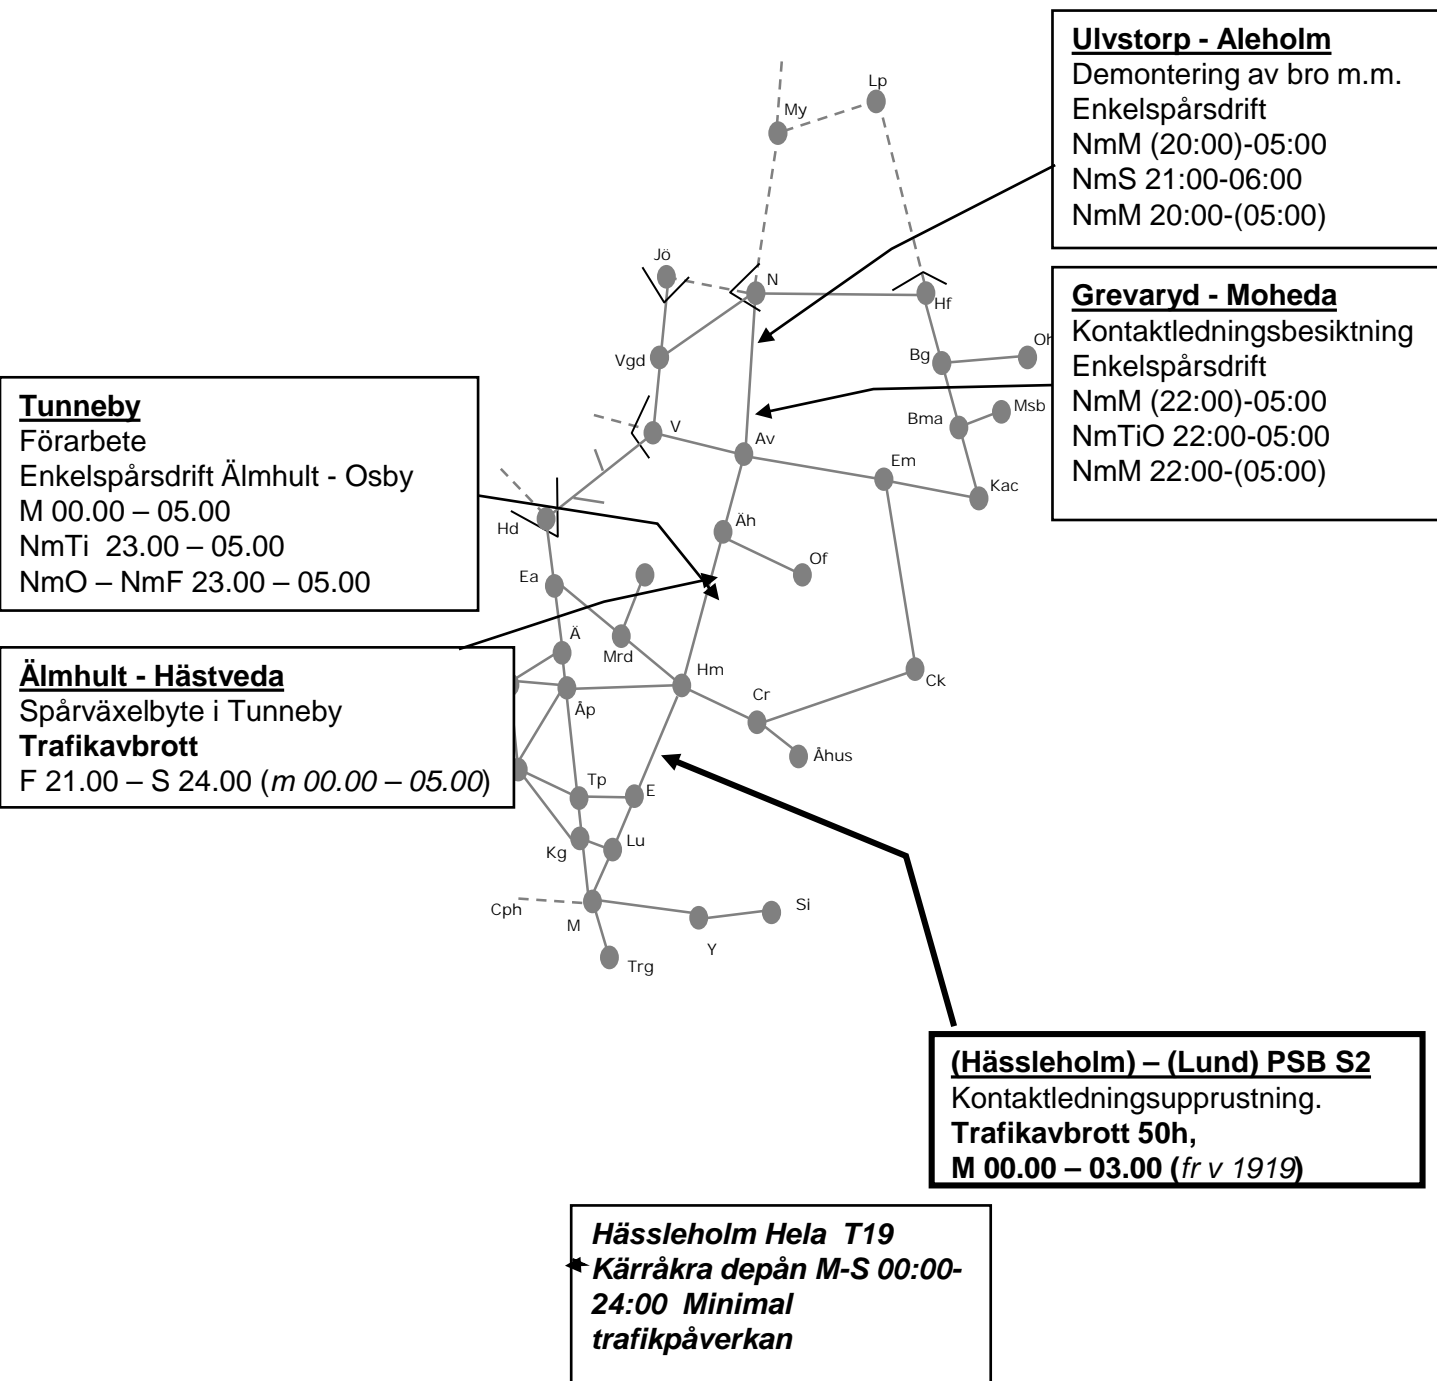 Ulvstorp - Aleholm
Demontering av bro m.m.
Enkelspårsdrift
NmM (20:00)-05:00
NmS 21:00-06:00
NmM 20:00-(05:00)
Grevaryd - Moheda
Kontaktledningsbesiktning
Enkelspårsdrift
NmM (22:00)-05:00
NmTiO 22:00-05:00
NmM 22:00-(05:00)
Tunneby
Förarbete
Enkelspårsdrift Älmhult - Osby
M 00.00 – 05.00
NmTi 23.00 – 05.00
NmO – NmF 23.00 – 05.00
Älmhult - Hästveda
Spårväxelbyte i Tunneby
Trafikavbrott
F 21.00 – S 24.00 (m 00.00 – 05.00)
Lp
My
Jö
N
Hf
Vgd
Bg
Oh
V
Av
Bma
Msb
Em
Kac
Hd
Äh
Of
Ea
Ä
Mrd
Hm
Åp
Cr
Ck
Åhus
Tp
E
Kg
Lu
Cph
M
Si
Y
Trg
(Hässleholm) – (Lund) PSB S2
Kontaktledningsupprustning.
Trafikavbrott 50h,
M 00.00 – 03.00 (fr v 1919)
Hässleholm Hela T19
Kärråkra depån M-S 00:00-
24:00 Minimal
trafikpåverkan